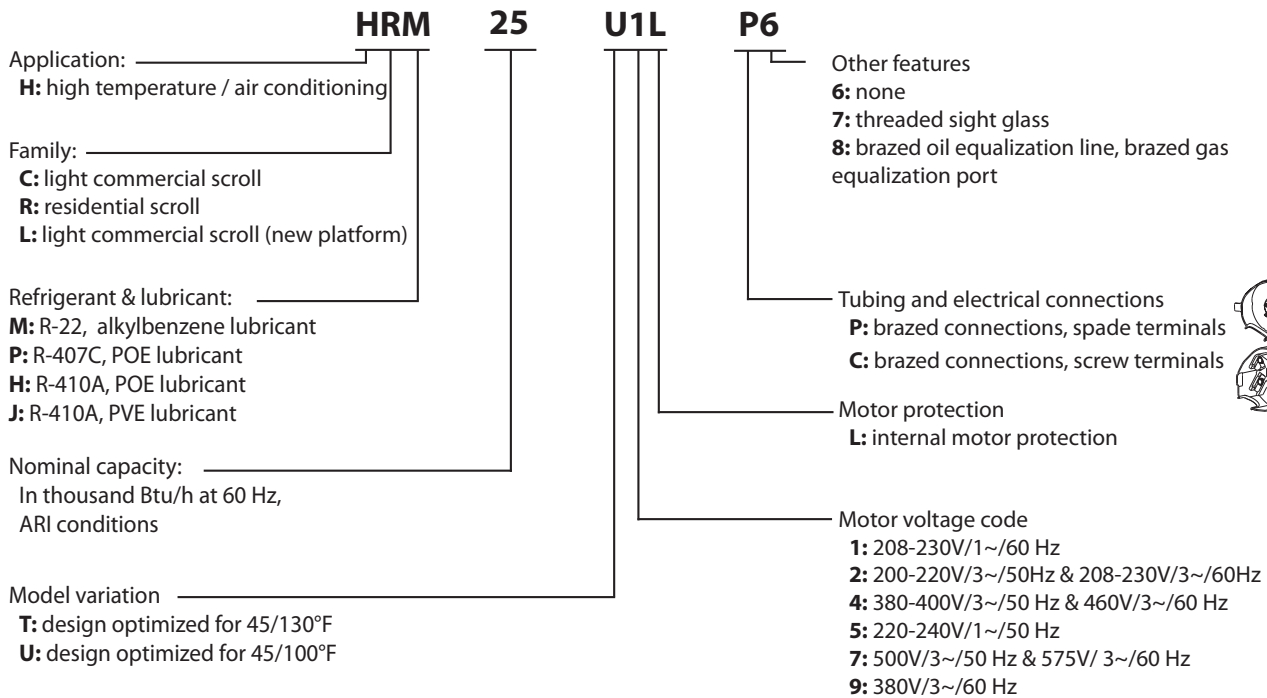 HRM 25 U1L P6
Application:
H: high temperature / air conditioning
Family:
C: light commercial scroll
R: residential scroll
L: light commercial scroll (new platform)
Refrigerant & lubricant:
M: R-22, alkylbenzene lubricant
P: R-407C, POE lubricant
H: R-410A, POE lubricant
J: R-410A, PVE lubricant
Nominal capacity:
In thousand Btu/h at 60 Hz,
ARI conditions
Model variation
T: design optimized for 45/130°F
U: design optimized for 45/100°F
Other features
6: none
7: threaded sight glass
8: brazed oil equalization line, brazed gas
equalization port
Tubing and electrical connections
P: brazed connections, spade terminals
C: brazed connections, screw terminals
Motor protection
L: internal motor protection
Motor voltage code
1: 208-230V/1~/60 Hz
2: 200-220V/3~/50Hz & 208-230V/3~/60Hz
4: 380-400V/3~/50 Hz & 460V/3~/60 Hz
5: 220-240V/1~/50 Hz
7: 500V/3~/50 Hz & 575V/ 3~/60 Hz
9: 380V/3~/60 Hz